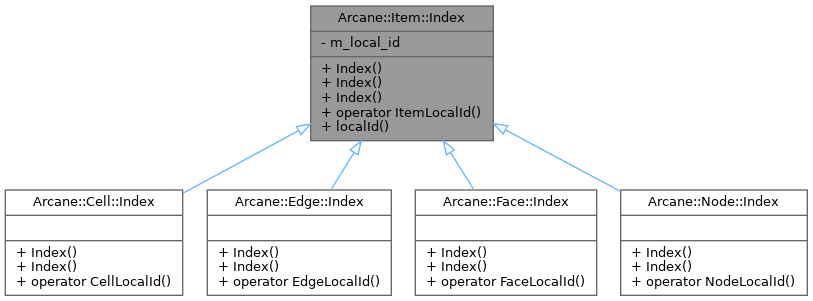 Arcane::Item::Index
- m_local_id
+ Index()
+ Index()
+ Index()
+ operator ItemLocalId()
+ localId()
Arcane::Cell::Index
+ Index()
+ Index()
+ operator CellLocalId()
Arcane::Edge::Index
+ Index()
+ Index()
+ operator EdgeLocalId()
Arcane::Face::Index
+ Index()
+ Index()
+ operator FaceLocalId()
Arcane::Node::Index
+ Index()
+ Index()
+ operator NodeLocalId()